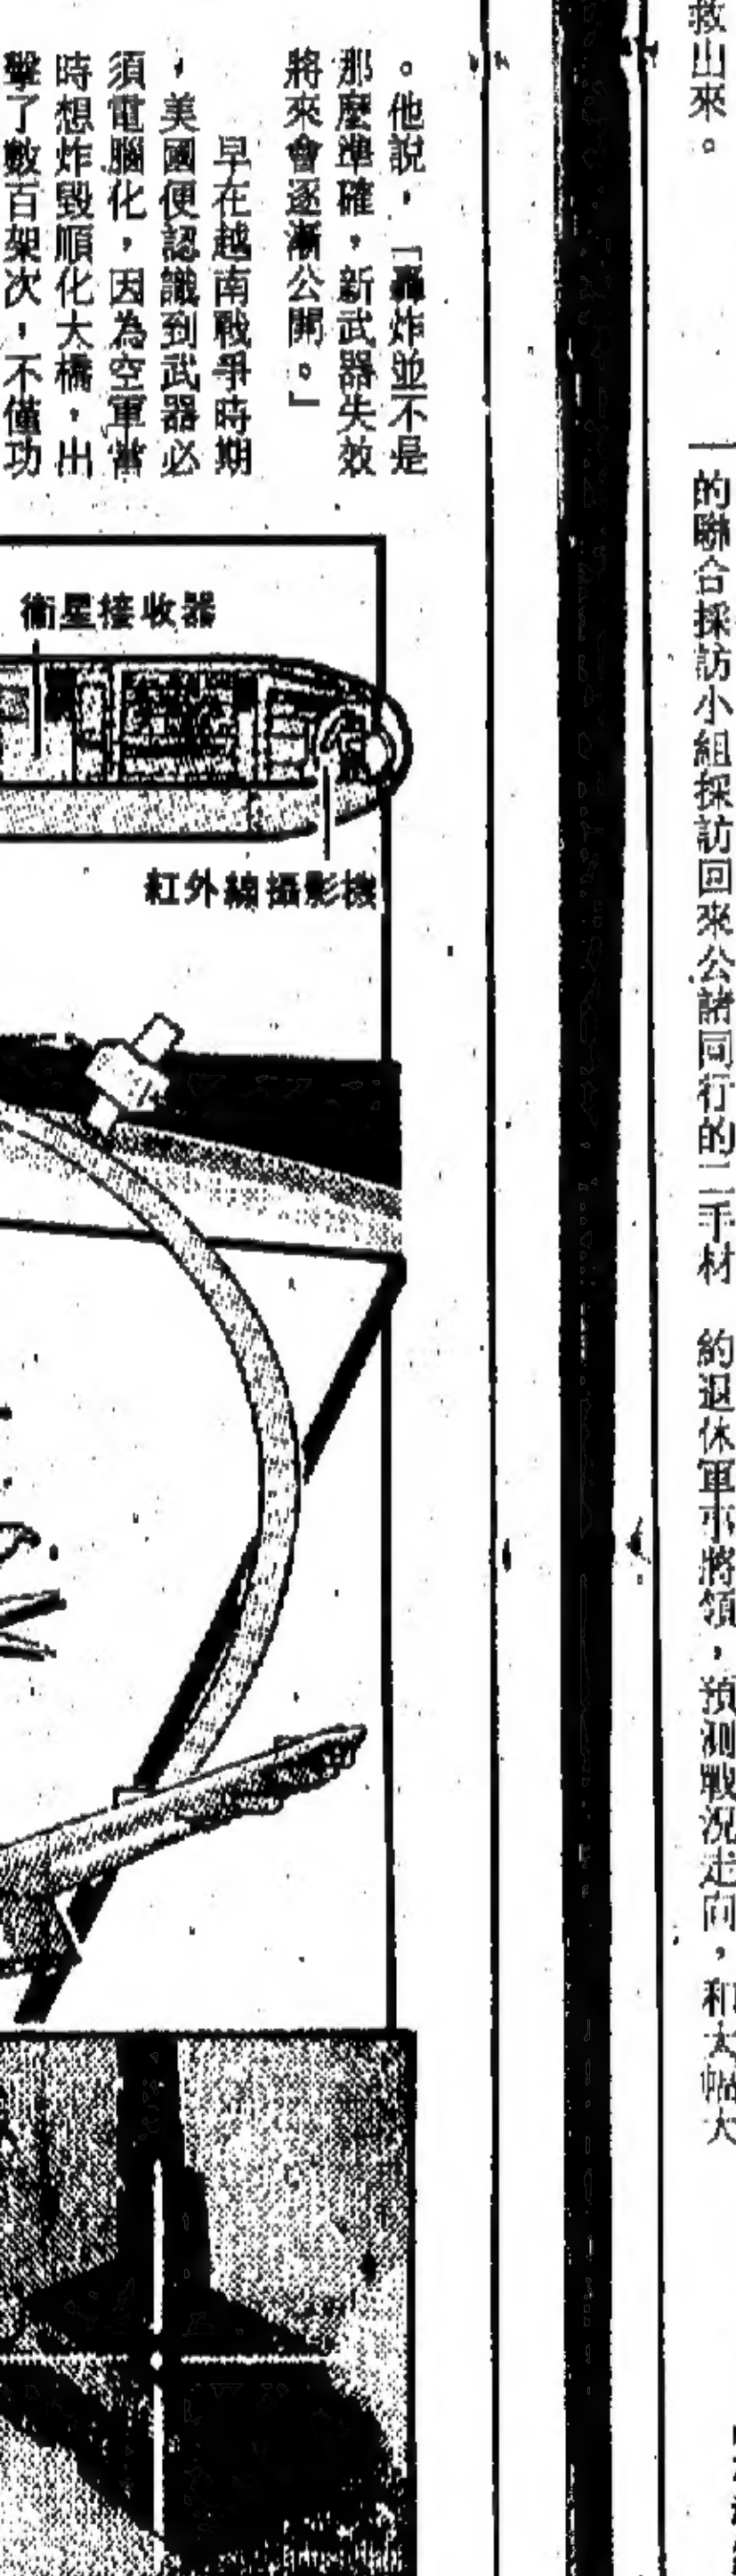 救出來。
的聯合採訪小組採訪回來公諸同行的二手材
約退休軍事將領，預測戰況走向，和大幅
。他說，「轟炸並不是
那麼準確，新武器失效
將來會逐漸公開。」
早在越南戰爭時期
，美國便認識到武器必
須電腦化，因為空軍當
時想炸毀順化大橋，出
擊了數百架次，不僅功
衛星接收器
紅外線攝影機